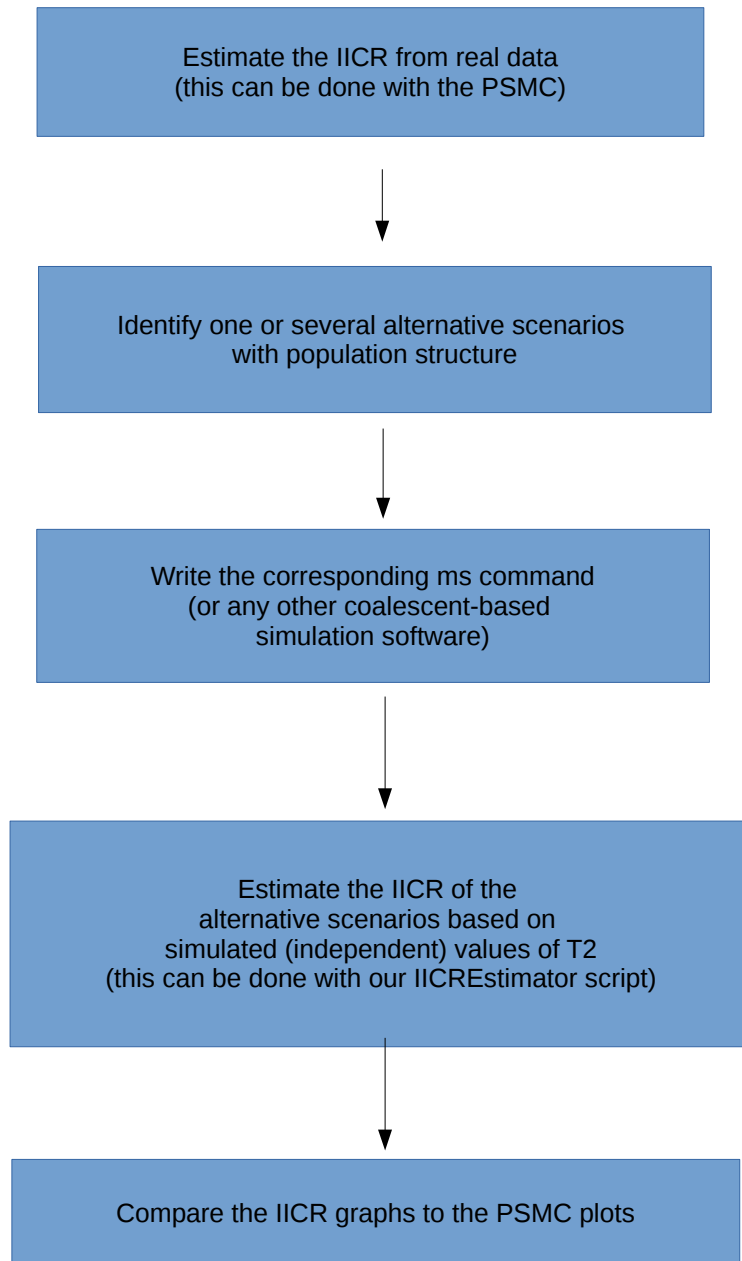 Estimate the IICR from real data
(this can be done with the PSMC)
Identify one or several alternative scenarios
with population structure
Write the corresponding ms command
(or any other coalescent-based
simulation software)
Estimate the IICR of the
alternative scenarios based on
simulated (independent) values of T2
(this can be done with our IICREstimator script)
Compare the IICR graphs to the PSMC plots